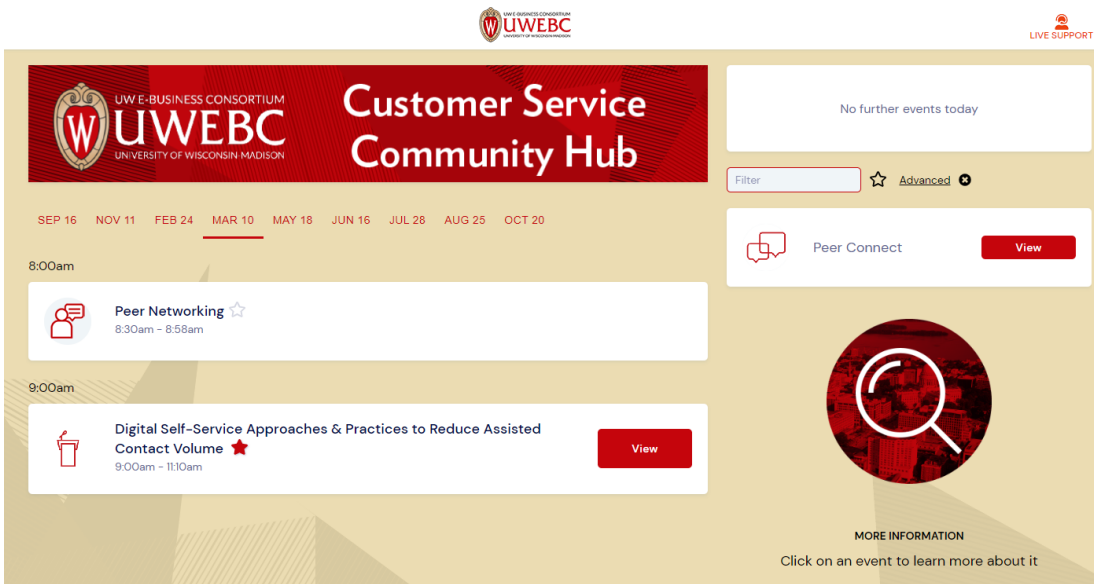 UW E-BUSINESS CONSORTIUM
UWEBC
UNIVERSITY OF WISCONSIN-MADISON
LIVE SUPPORT
W
UW E-BUSINESS CONSORTIUM
UWEBC
UNIVERSITY OF WISCONSIN-MADISON
Customer Service
Community Hub
No further events today
Filter
Advanced
SEP 16 NOV 11 FEB 24 MAR 10 MAY 18 JUN 16 JUL 28 AUG 25 OCT 20
Peer Connect
View
8:00am
Peer Networking
8:30am - 8:58am
9:00am
Digital Self-Service Approaches & Practices to Reduce Assisted
Contact Volume
9:00am - 11:10am
View
MORE INFORMATION
Click on an event to learn more about it